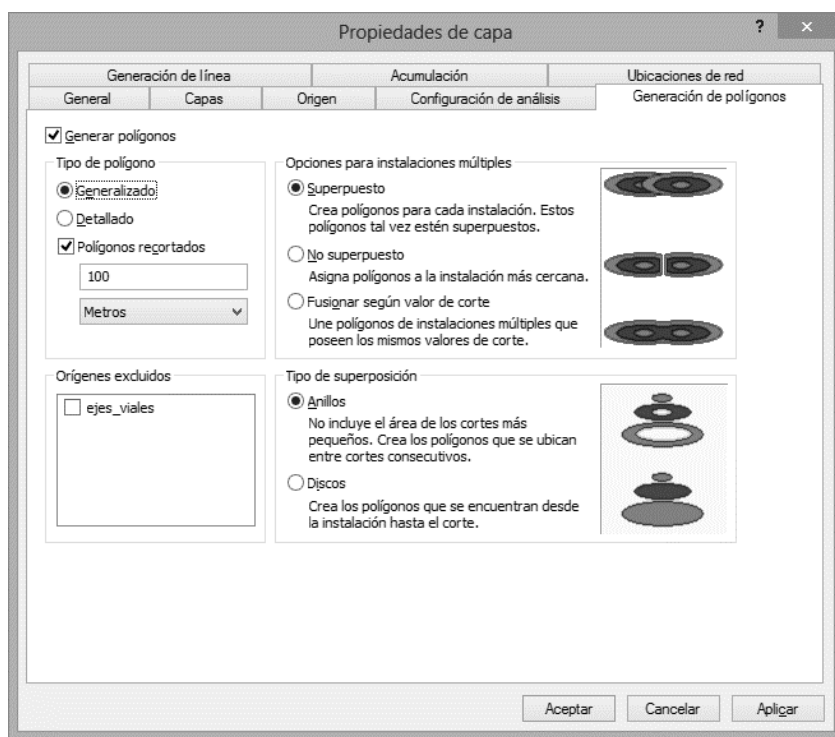 Propiedades de capa
?
×
Generación de línea
Acumulación
Ubicaciones de red
General
Capas
Origen
Configuración de análisis
Generación de polígonos
Generar polígonos
Tipo de polígono
Generalizado
Detallado
Polígonos recortados
100
Metros
Opciones para instalaciones múltiples
Superpuesto
Crea polígonos para cada instalación. Estos
polígonos tal vez estén superpuestos.
No superpuesto
Asigna polígonos a la instalación más cercana.
Fusionar según valor de corte
Une polígonos de instalaciones múltiples que
poseen los mismos valores de corte.
Orígenes excluidos
ejes_viales
Tipo de superposición
Anillos
No incluye el área de los cortes más
pequeños. Crea los polígonos que se ubican
entre cortes consecutivos.
Discos
Crea los polígonos que se encuentran desde
la instalación hasta el corte.
Aceptar
Cancelar
Aplicar